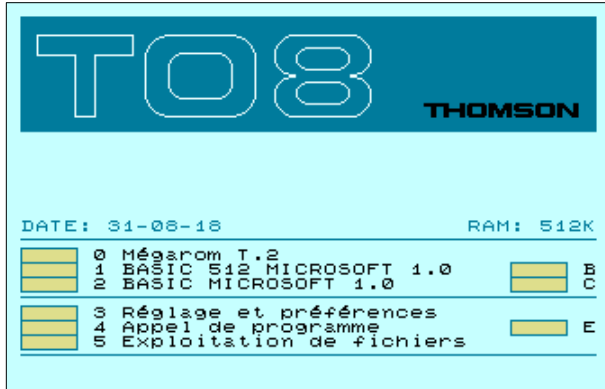 TO8
THOMSON
DATE: 31-08-18 RAM: 512K
0 Mégarom T.2
1 BASIC 512 MICROSOFT 1.0 B
2 BASIC MICROSOFT 1.0 C
3 Réglage et préférences
4 Appel de programme E
5 Exploitation de fichiers